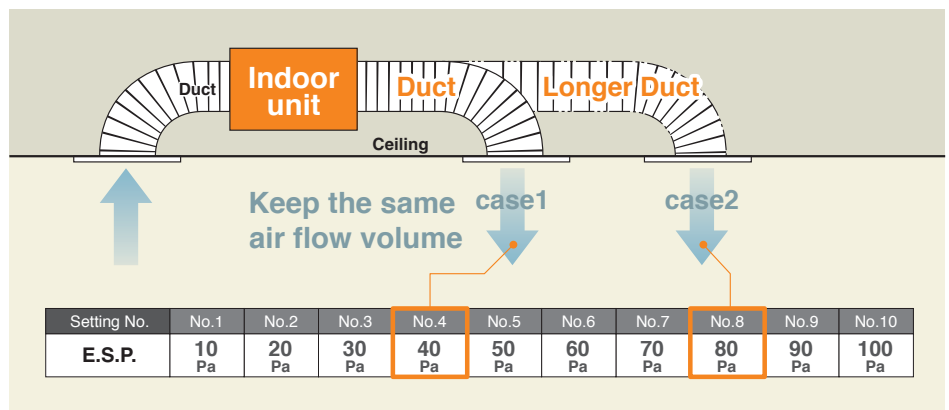 Indoor
unit
Duct
Duct
Longer Duct
Ceiling
Keep the same
air flow volume
case1
case2
Setting No. No.1 No.2 No.3 No.4 No.5 No.6 No.7 No.8 No.9 No.10
E.S.P. 10 Pa 20 Pa 30 Pa 40 Pa 50 Pa 60 Pa 70 Pa 80 Pa 90 Pa 100 Pa